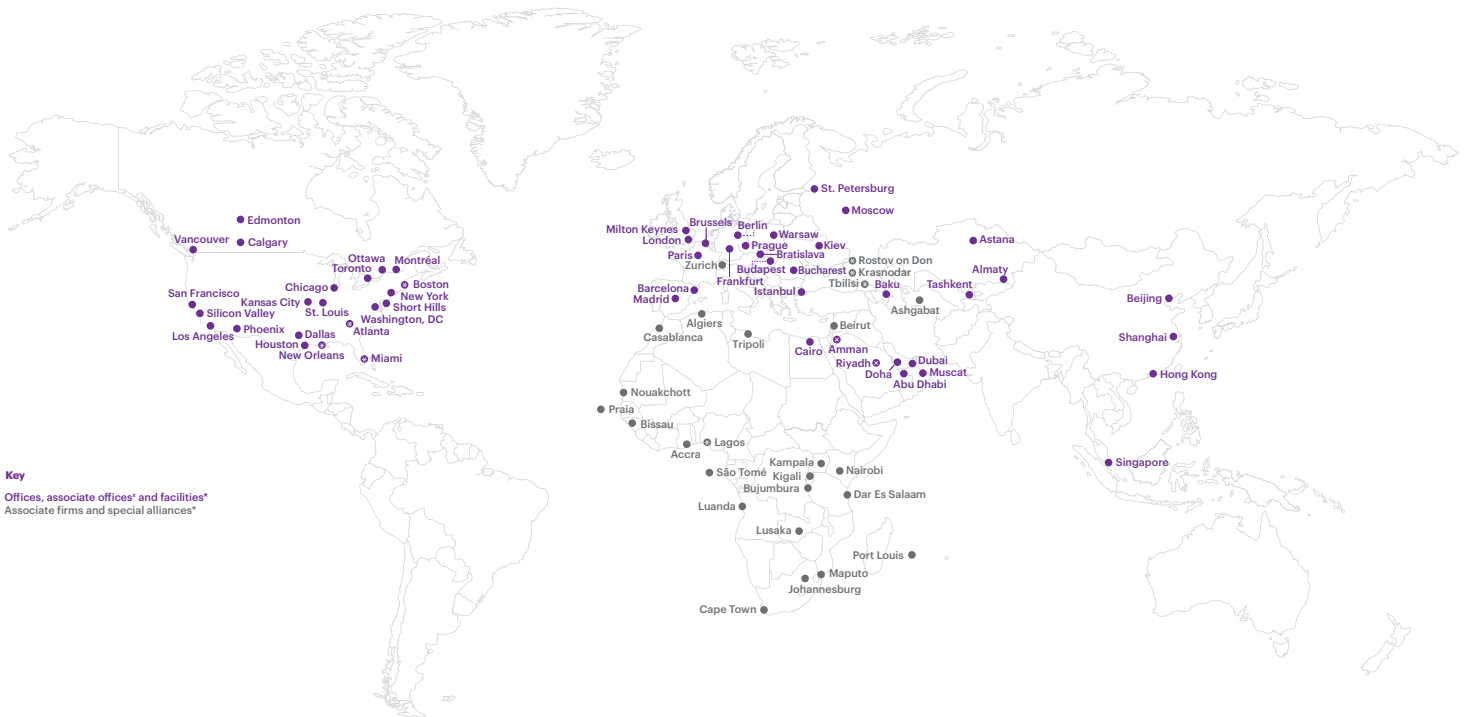 St. Petersburg
Moscow
Edmonton
Calgary
Vancouver
Ottawa
Montréal
Toronto
Chicago
Boston
New York
Short Hills
Washington, DC
Kansas City
St. Louis
San Francisco
Silicon Valley
Los Angeles
Phoenix
Atlanta
Dallas
Houston
New Orleans
Miami
Milton Keynes
Brussels
Berlin
London
Warsaw
Prague
Kiev
Paris
Bratislava
Zurich
Budapest
Bucharest
Frankfurt
Barcelona
Madrid
Istanbul
Rostov on Don
Krasnodar
Tbilisi
Baku
Ashgabat
Astana
Almaty
Tashkent
Beijing
Shanghai
Hong Kong
Singapore
Algiers
Casablanca
Tripoli
Beirut
Cairo
Amman
Riyadh
Doha
Dubai
Muscat
Abu Dhabi
Nouakchott
Praia
Bissau
Accra
Lagos
São Tomé
Kampala
Kigali
Bujumbura
Nairobi
Dar Es Salaam
Luanda
Lusaka
Port Louis
Maputo
Johannesburg
Cape Town
Key
Offices, associate officesˣ and facilities*
Associate firms and special alliances*